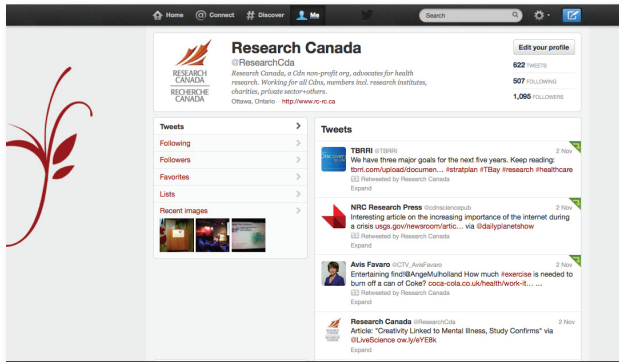 Home Connect # Discover Me Search
Research Canada
@ResearchCda
Research Canada, a Cdn non-profit org, advocates for health
research. Working for all Cdns, members incl. research institutes,
charities, private sector+others.
Ottawa, Ontario · http://www.rc-rc.ca
RESEARCH
CANADA
RECHERCHE
CANADA
Edit your profile
622 TWEETS
507 FOLLOWING
1,095 FOLLOWERS
Tweets
Following
Followers
Favorites
Lists
Recent images
Tweets
TBRRI @TBRRI 2 Nov
We have three major goals for the next five years. Keep reading:
tbrri.com/upload/documen... #stratplan #TBay #research #healthcare
Retweeted by Research Canada
Expand
NRC Research Press @cdnsciencepub 2 Nov
Interesting article on the increasing importance of the internet during
a crisis usgs.gov/newsroom/artic... via @dailyplanetshow
Retweeted by Research Canada
Expand
Avis Favaro @CTV_AvisFavaro 2 Nov
Entertaining find!@AngeMulholland How much #exercise is needed to
burn off a can of Coke? coca-cola.co.uk/health/work-it... ...
Retweeted by Research Canada
Expand
Research Canada @ResearchCda 2 Nov
Article: "Creativity Linked to Mental Illness, Study Confirms" via
@LiveScience ow.ly/eYE8k
Expand